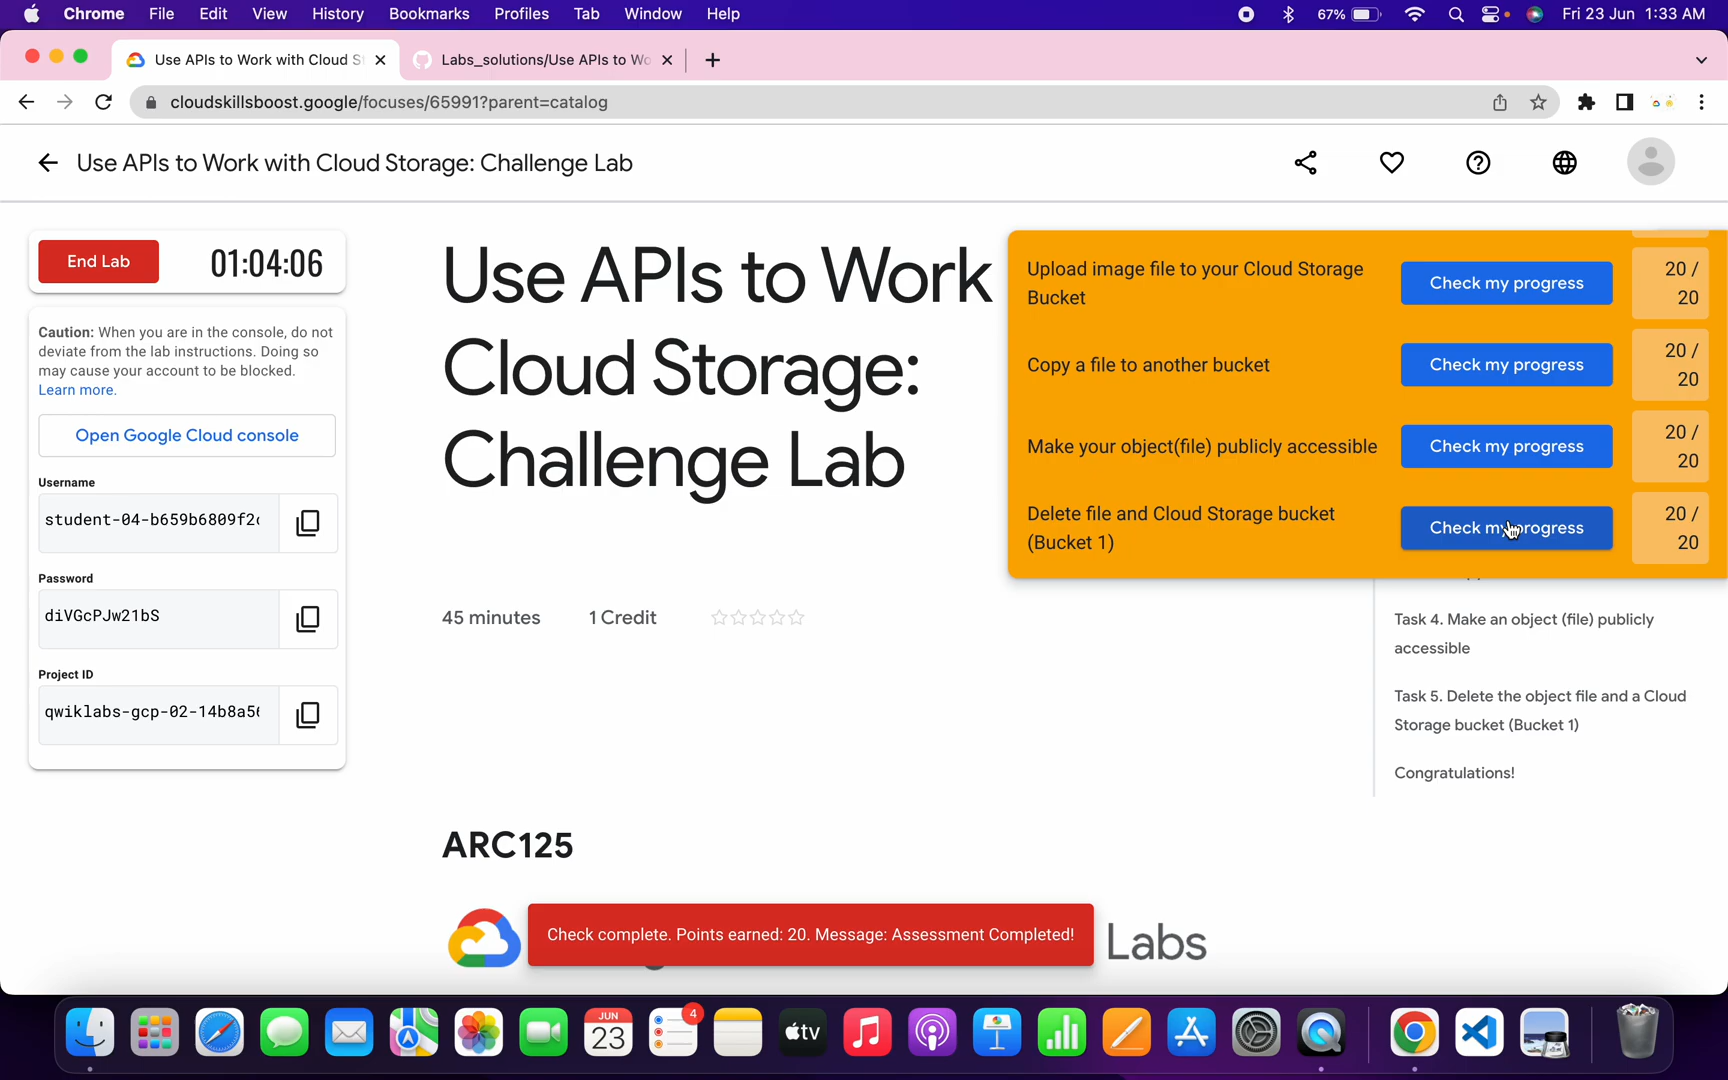 Chrome File Edit View History Bookmarks Profiles Tab Window Help 67% Fri 23 Jun 1:33 AM
Use APIs to Work with Cloud S
Labs_solutions/Use APIs to Wo
cloudskillsboost.google/focuses/65991?parent=catalog
Use APIs to Work with Cloud Storage: Challenge Lab
End Lab
01:04:06
Caution: When you are in the console, do not
deviate from the lab instructions. Doing so
may cause your account to be blocked.
Learn more.
Open Google Cloud console
Username
student-04-b659b6809f2
Password
diVGcPJw21bS
Project ID
qwiklabs-gcp-02-14b8a5
Use APIs to Work
Cloud Storage:
Challenge Lab
45 minutes
1 Credit
ARC125
Labs
Check complete. Points earned: 20. Message: Assessment Completed!
Upload image file to your Cloud Storage
Bucket
Check my progress
20 /
20
Copy a file to another bucket
Check my progress
20 /
20
Make your object(file) publicly accessible
Check my progress
20 /
20
Delete file and Cloud Storage bucket
(Bucket 1)
Check my progress
20 /
20
Task 4. Make an object (file) publicly
accessible
Task 5. Delete the object file and a Cloud
Storage bucket (Bucket 1)
Congratulations!
JUN
23
4
tv